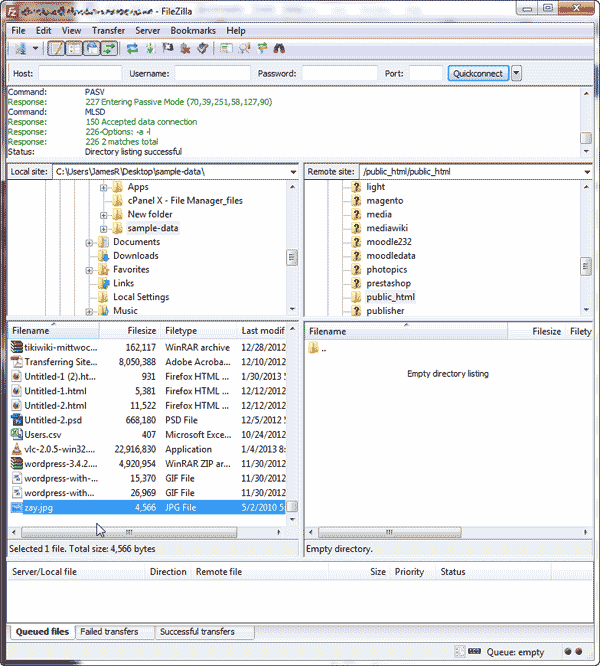 - FileZilla
File Edit View Transfer Server Bookmarks Help
Host: Username: Password: Port: Quickconnect
Command: PASV
Response: 227 Entering Passive Mode (70,39,251,58,127,90)
Command: MLSD
Response: 150 Accepted data connection
Response: 226-Options: -a -l
Response: 226 2 matches total
Status: Directory listing successful
Local site: C:\Users\JamesR\Desktop\sample-data\
Apps
cPanel X - File Manager_files
New folder
sample-data
Documents
Downloads
Favorites
Links
Local Settings
Music
Remote site: /public_html/public_html
light
magento
media
mediawiki
moodle232
moodledata
photopics
prestashop
public_html
publisher
Filename Filesize Filetype Last modif
tikiwiki-mittwoc... 162,117 WinRAR archive 12/28/2012
Transferring Site... 8,050,388 Adobe Acroba... 12/10/2012
Untitled-1 (2).ht... 931 Firefox HTML ... 1/30/2013 5
Untitled-1.html 5,381 Firefox HTML ... 12/12/2012
Untitled-2.html 11,522 Firefox HTML ... 12/12/2012
Untitled-2.psd 668,180 PSD File 12/5/2012 5
Users.csv 407 Microsoft Exce... 10/24/2012
vlc-2.0.5-win32.... 22,916,830 Application 1/4/2013 8:
wordpress-3.4.2.... 4,920,954 WinRAR ZIP ar... 11/30/2012
wordpress-with-... 15,370 GIF File 11/30/2012
wordpress-with... 26,969 GIF File 11/30/2012
zay.jpg 4,566 JPG File 5/2/2010 5:
Selected 1 file. Total size: 4,566 bytes
Filename Filesize Filety
..
Empty directory listing
Empty directory.
Server/Local file Direction Remote file Size Priority Status
Queued files Failed transfers Successful transfers
Queue: empty